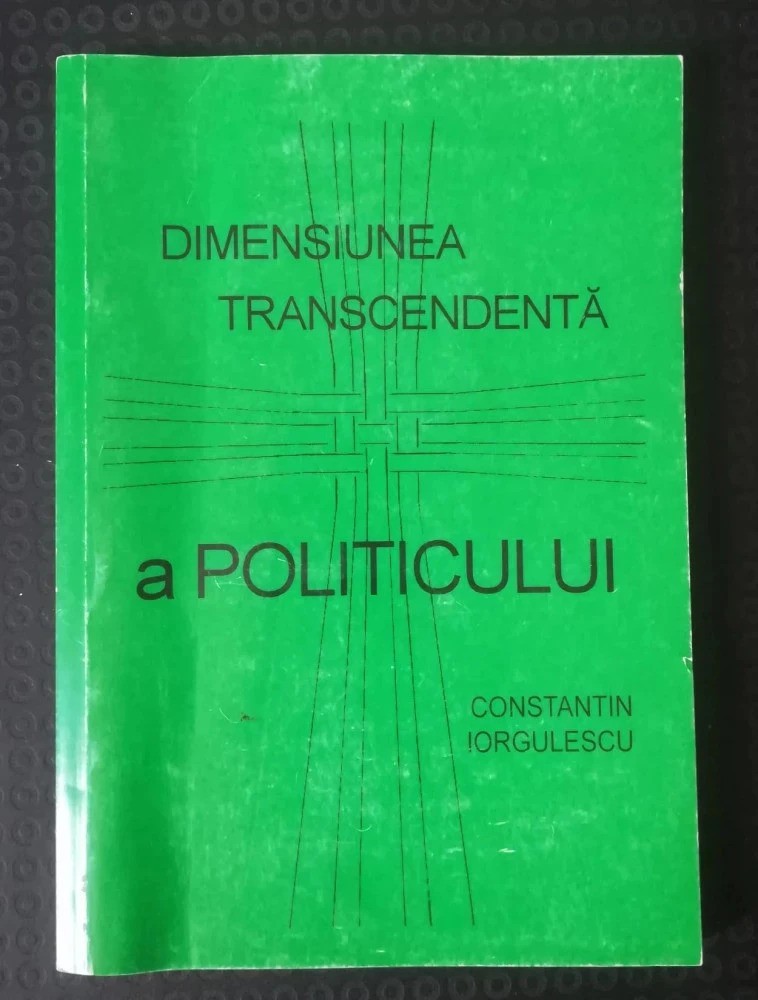 DIMENSIUNEA
TRANSCENDENTĂ
a POLITICULUI
CONSTANTIN
IORGULESCU